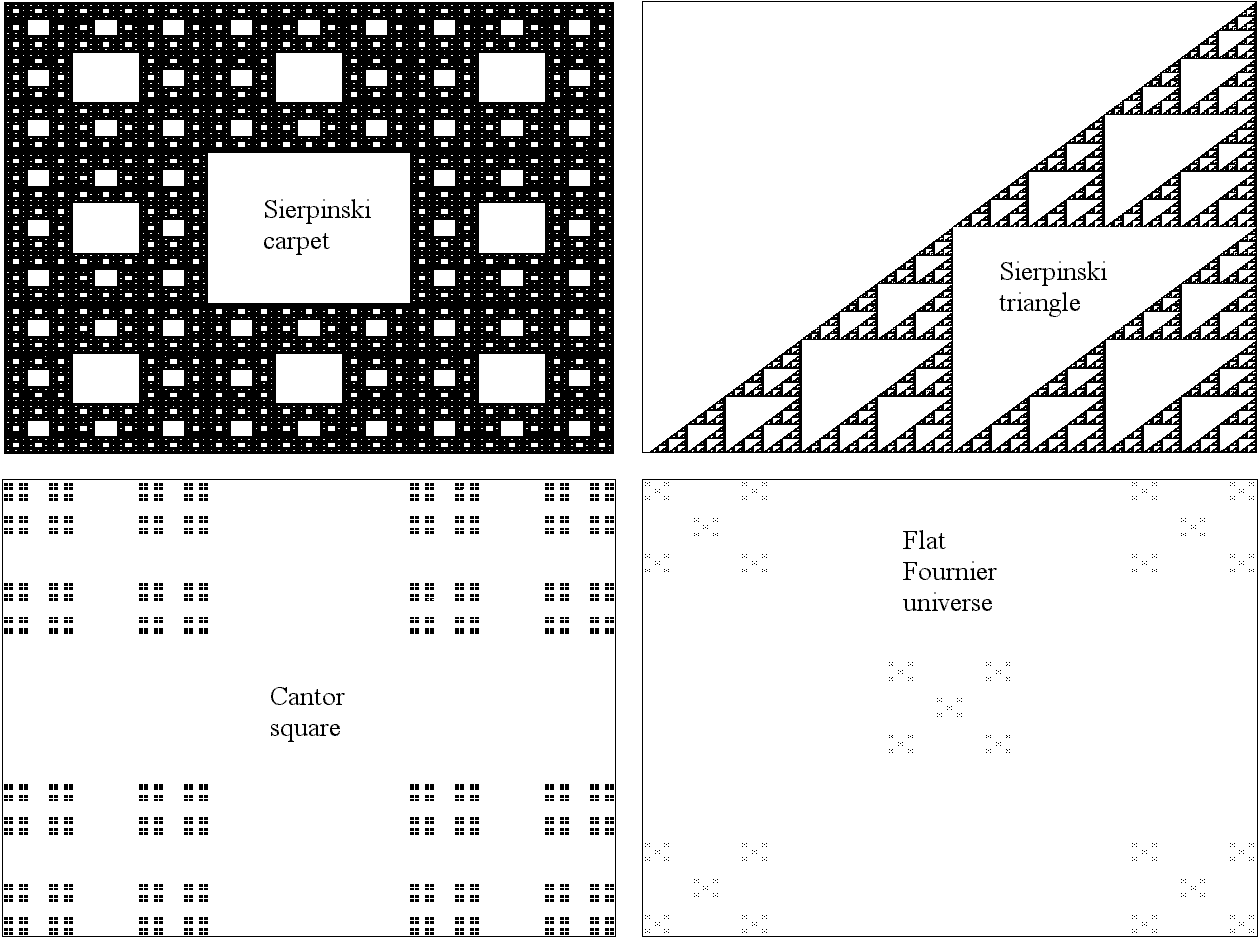 Sierpinski
carpet
Sierpinski
triangle
Cantor
square
Flat
Fournier
universe